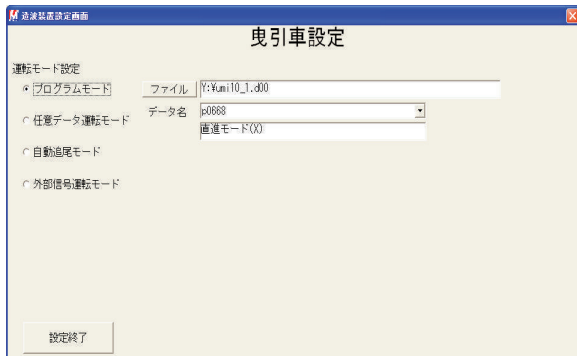 造波装置設定画面
曳引車設定
運転モード設定
プログラムモード
ファイル
Y:¥umi10_1.d00
任意データ運転モード
データ名
p0668
直進モード(X)
自動追尾モード
外部信号運転モード
設定終了